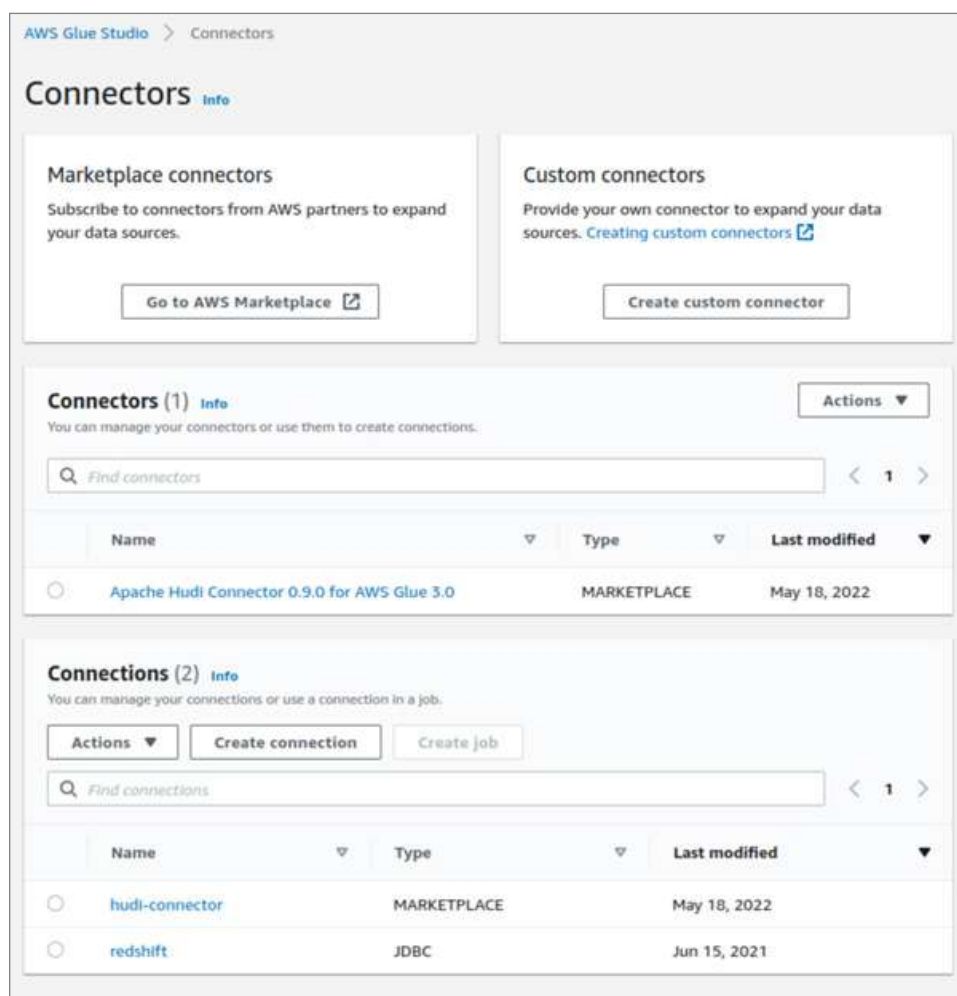 AWS Glue Studio > Connectors
Connectors Info
Marketplace connectors
Subscribe to connectors from AWS partners to expand
your data sources.
Go to AWS Marketplace
Custom connectors
Provide your own connector to expand your data
sources. Creating custom connectors
Create custom connector
Connectors (1) Info
Actions
You can manage your connectors or use them to create connections.
Find connectors
< 1 >
Name Type Last modified
Apache Hudi Connector 0.9.0 for AWS Glue 3.0 MARKETPLACE May 18, 2022
Connections (2) Info
You can manage your connections or use a connection in a job.
Actions Create connection Create job
Find connections
< 1 >
Name Type Last modified
hudi-connector MARKETPLACE May 18, 2022
redshift JDBC Jun 15, 2021